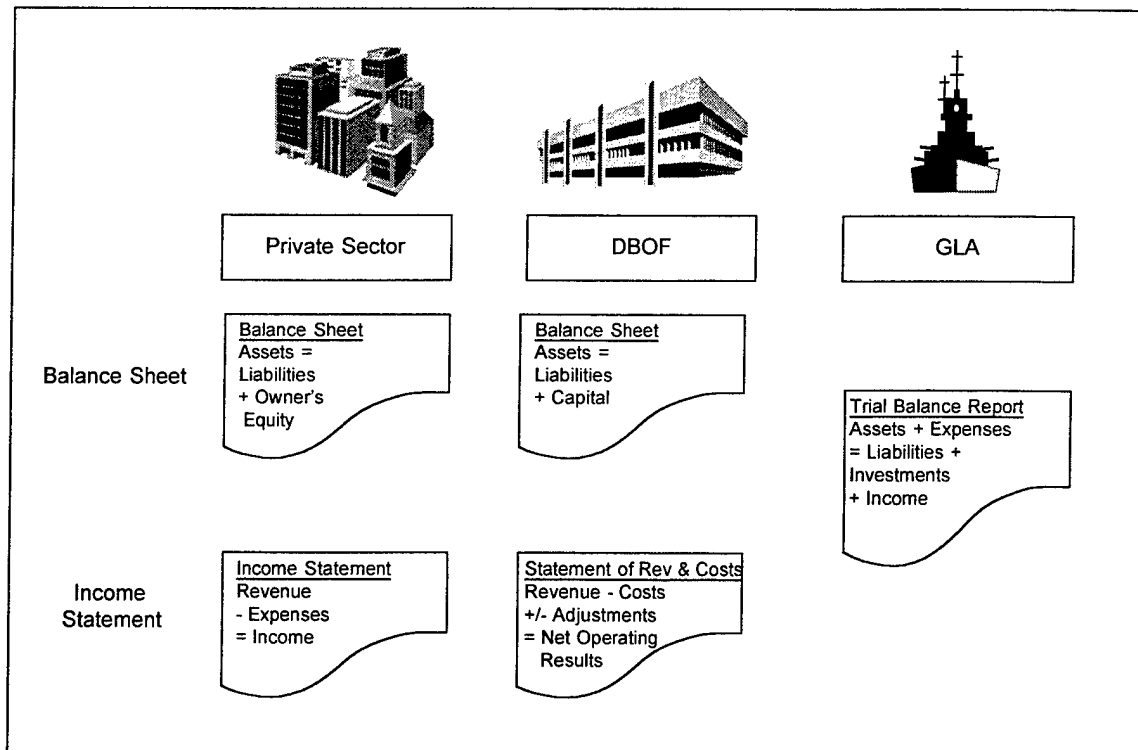 Private Sector
DBOF
GLA
Balance Sheet
Balance Sheet
Assets =
Liabilities
+ Owner's
Equity
Balance Sheet
Assets =
Liabilities
+ Capital
Trial Balance Report
Assets + Expenses
= Liabilities +
Investments
+ Income
Income
Statement
Income Statement
Revenue
- Expenses
= Income
Statement of Rev & Costs
Revenue - Costs
+/- Adjustments
= Net Operating
Results